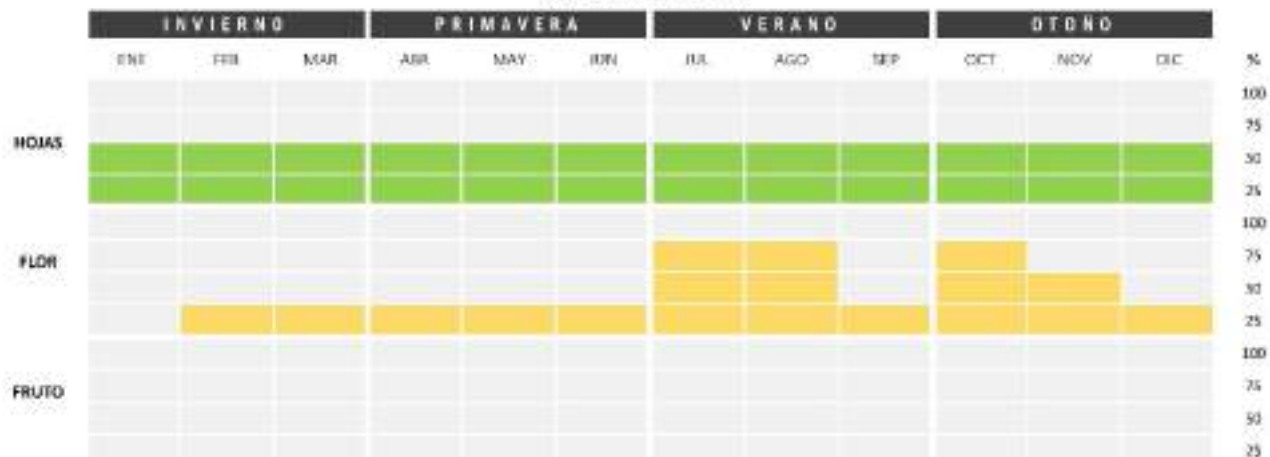 INVIERNO PRIMAVERA VERANO OTOÑO
ENE FEB MAR ABR MAY JUN JUL AGO SEP OCT NOV DIC %
100
75
HOJAS
50
25
100
FLOR 75
50
25
100
FRUTO 75
50
25